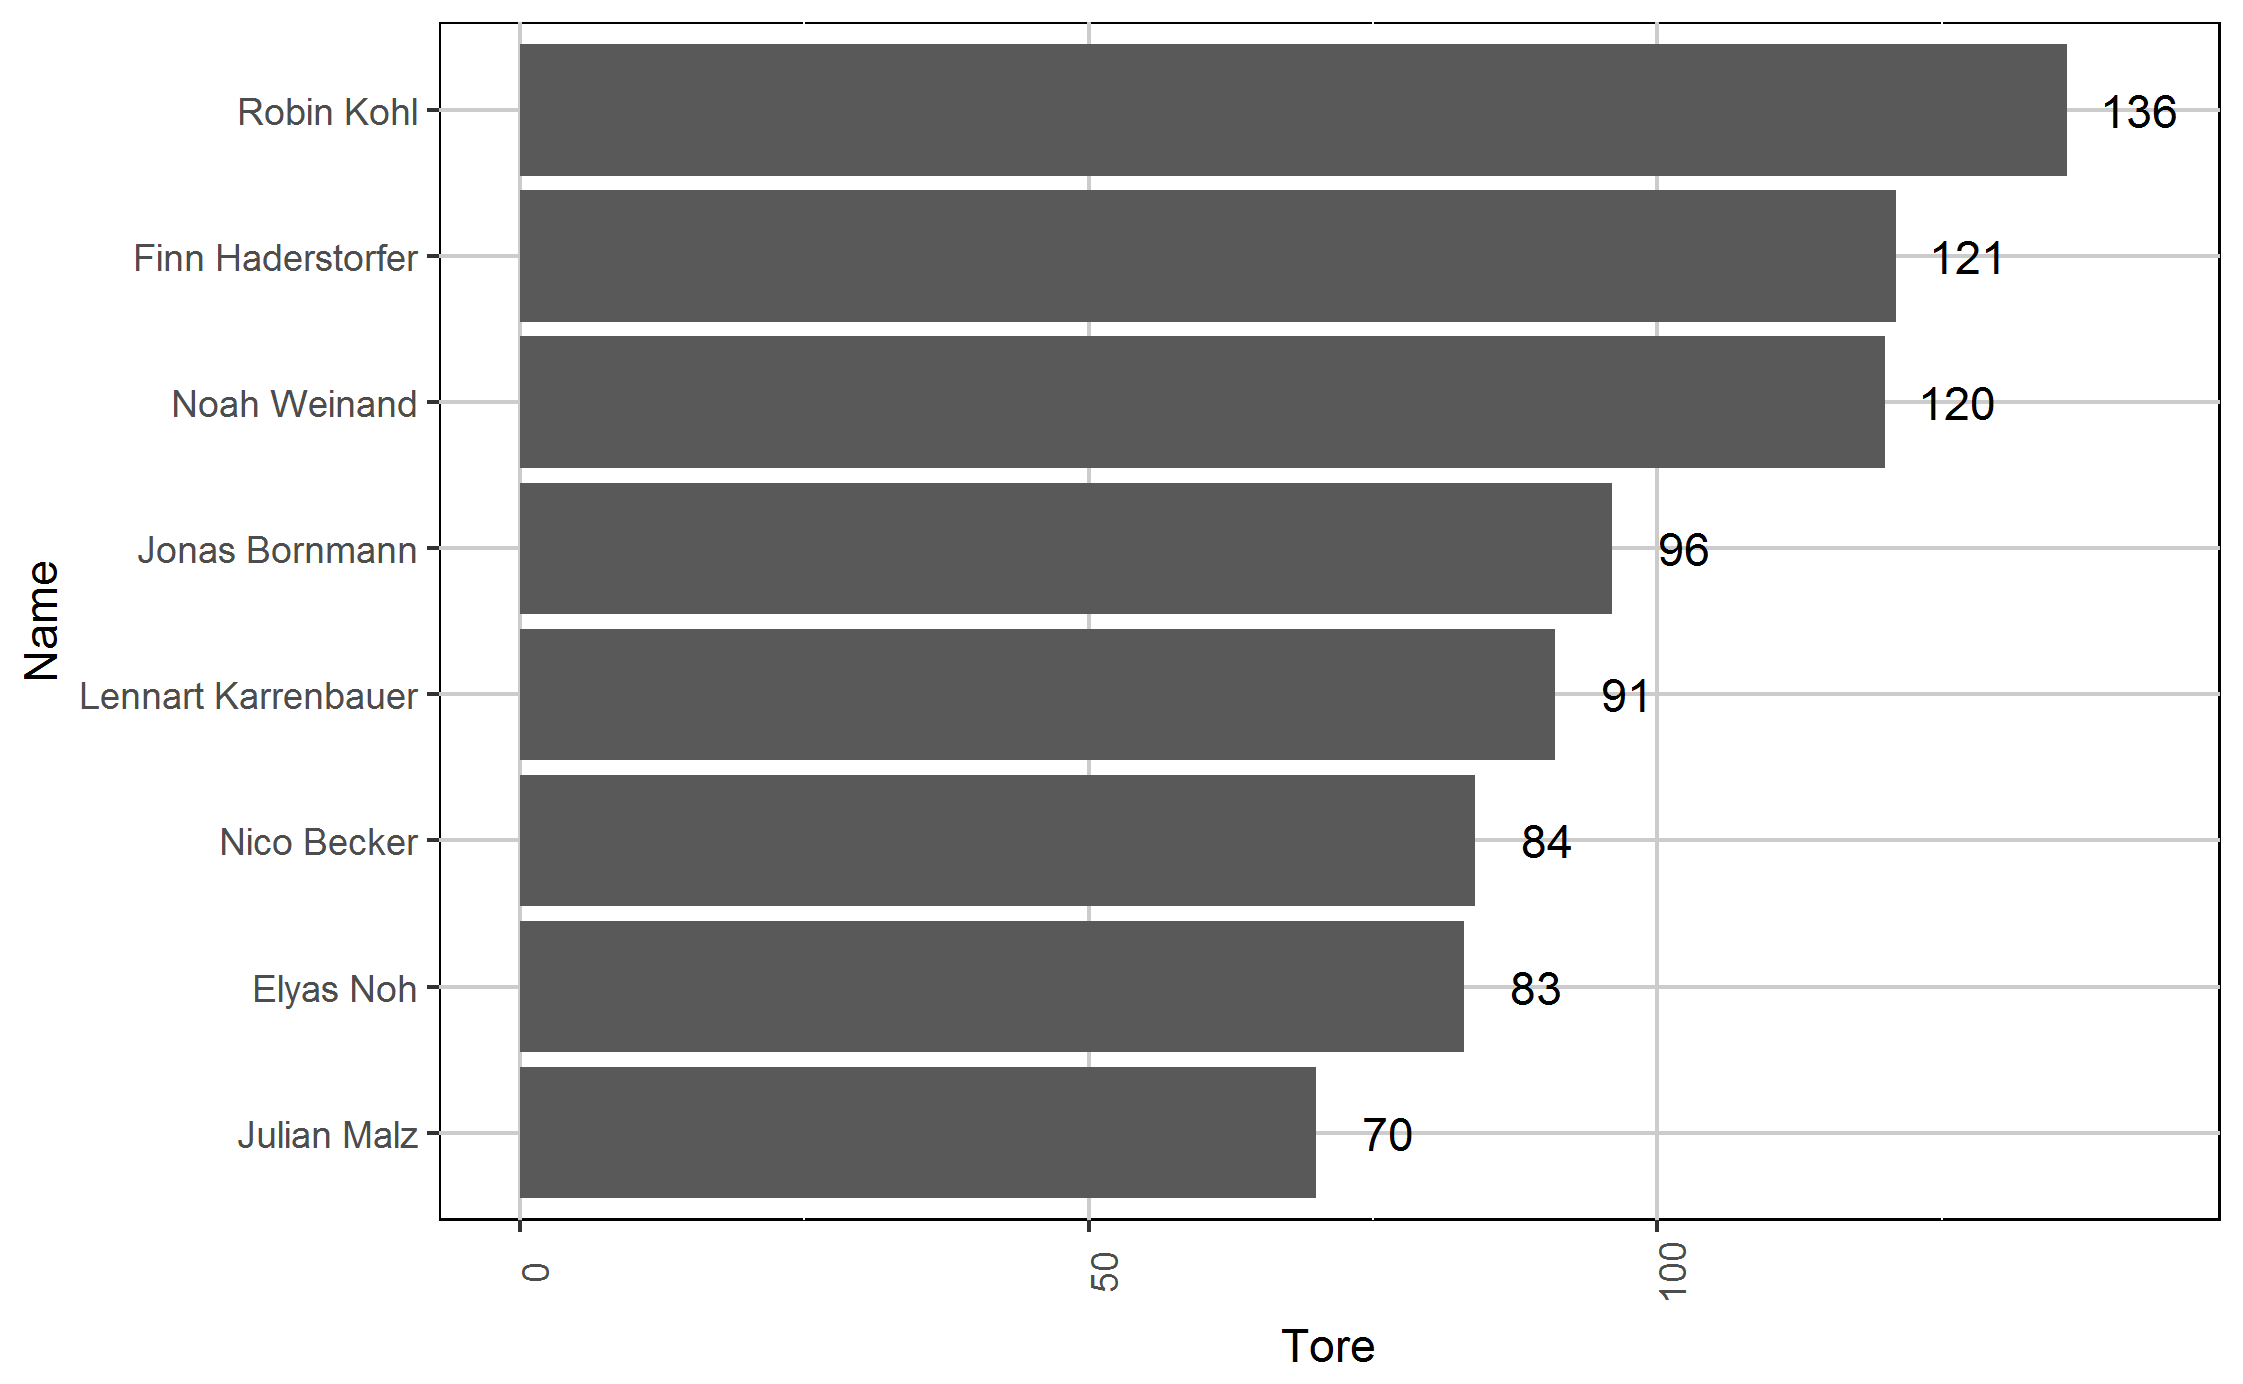 Robin Kohl 136
Finn Haderstorfer 121
Noah Weinand 120
Jonas Bornmann 96
Lennart Karrenbauer 91
Nico Becker 84
Elyas Noh 83
Julian Malz 70
Name
0 50 100
Tore